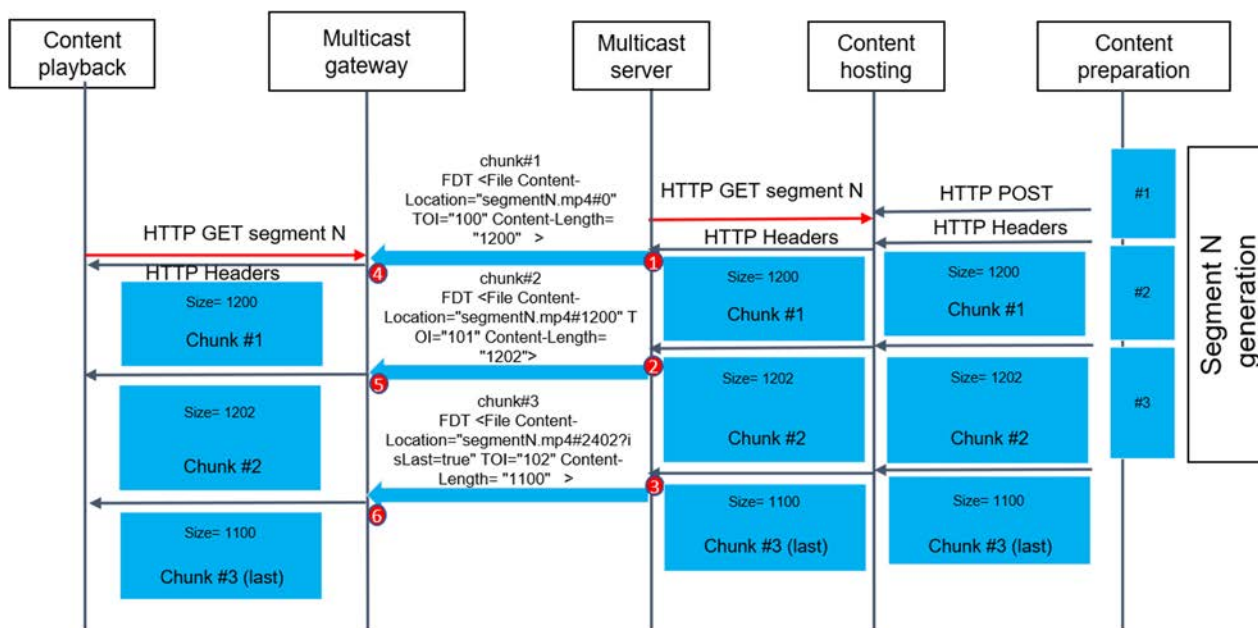 Content
playback
Multicast
gateway
Multicast
server
Content
hosting
Content
preparation
chunk#1
FDT <File Content-
Location="segmentN.mp4#0"
TOI="100" Content-Length=
"1200"  >
HTTP GET segment N
HTTP POST
#1
HTTP GET segment N
HTTP Headers
HTTP Headers
HTTP Headers
4
1
Size= 1200
Chunk #1
chunk#2
FDT <File Content-
Location="segmentN.mp4#1200" T
OI="101" Content-Length=
"1202">
Size= 1200
Chunk #1
Size= 1200
Chunk #1
#2
Segment N
generation
5
2
Size= 1202
Chunk #2
chunk#3
FDT <File Content-
Location="segmentN.mp4#2402?i
sLast=true" TOI="102" Content-
Length= "1100"  >
Size= 1202
Chunk #2
Size= 1202
Chunk #2
#3
6
3
Size= 1100
Chunk #3 (last)
Size= 1100
Chunk #3 (last)
Size= 1100
Chunk #3 (last)